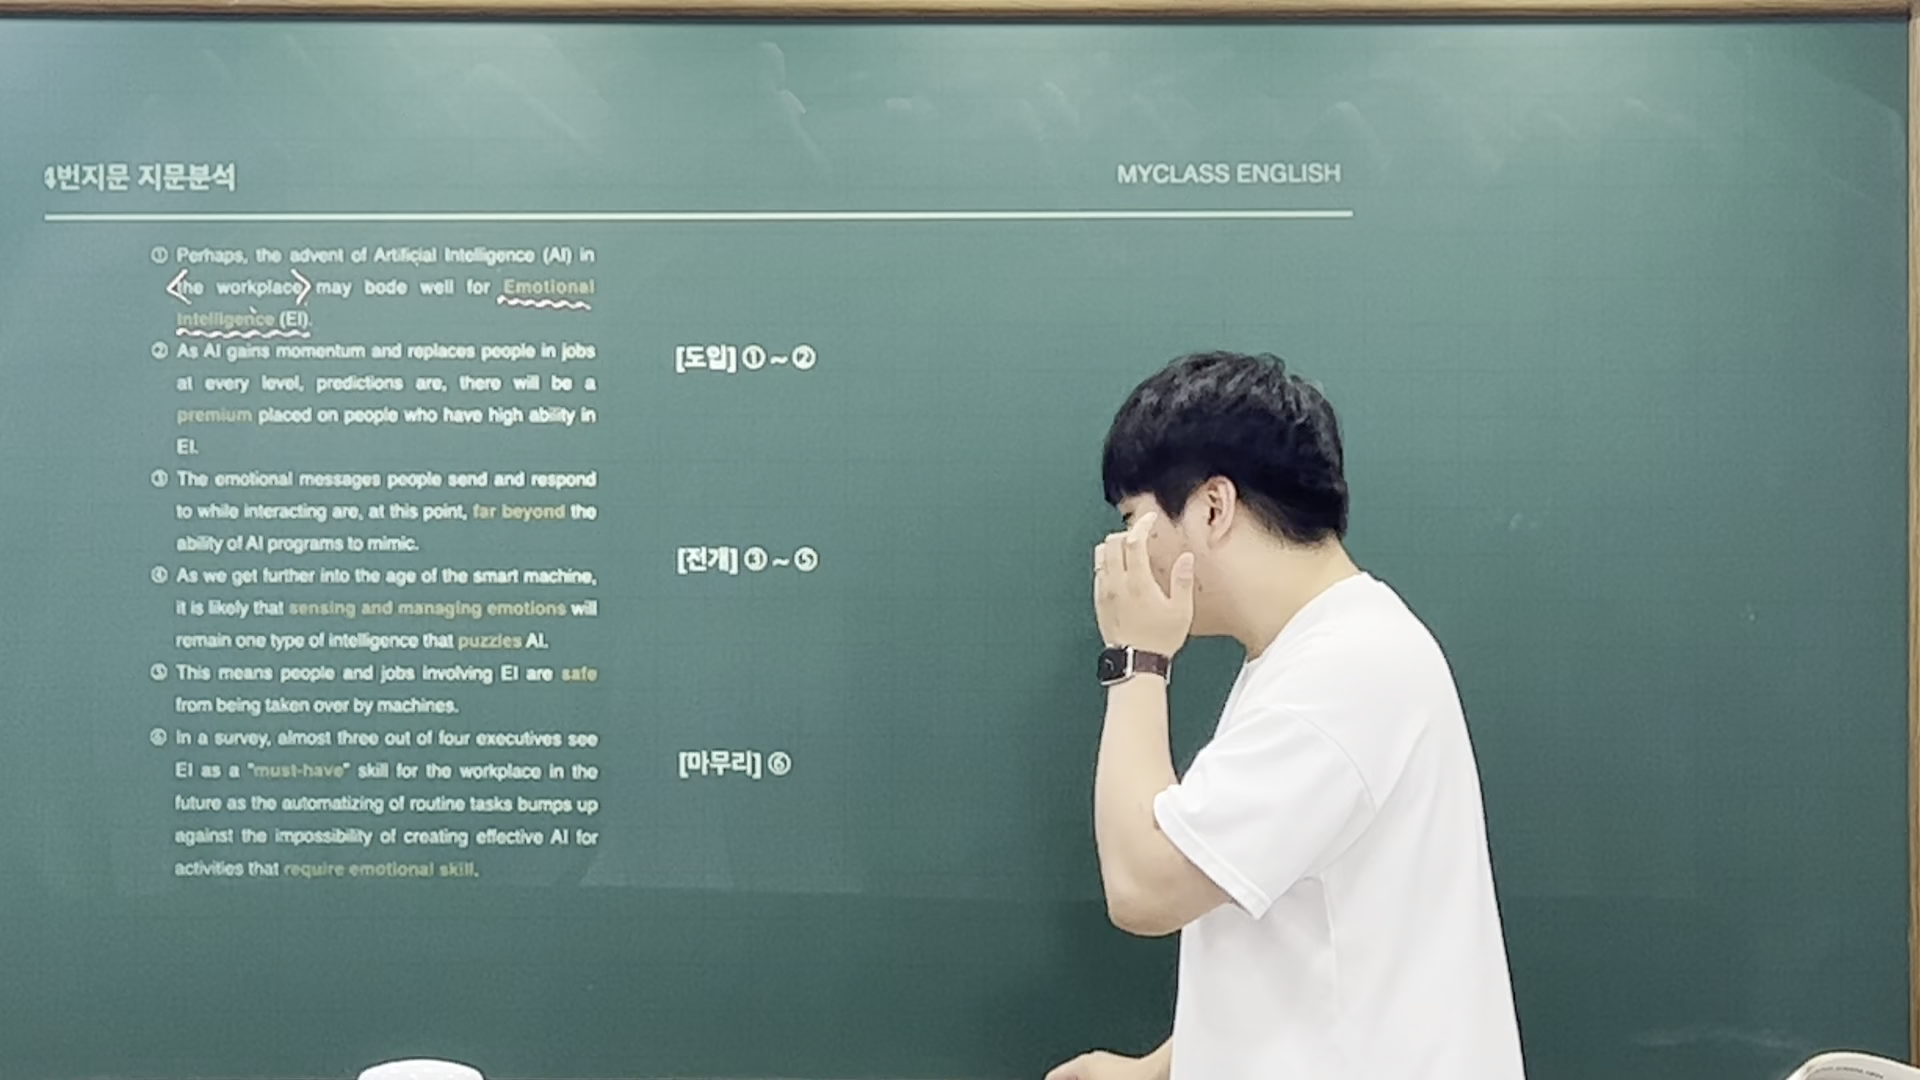 4번지문 지문분석
MYCLASS ENGLISH
① Perhaps, the advent of Artificial Intelligence (AI) in
the workplace may bode well for Emotional
Intelligence (EI).
② As AI gains momentum and replaces people in jobs
at every level, predictions are, there will be a
premium placed on people who have high ability in
EI.
③ The emotional messages people send and respond
to while interacting are, at this point, far beyond the
ability of AI programs to mimic.
④ As we get further into the age of the smart machine,
it is likely that sensing and managing emotions will
remain one type of intelligence that puzzles AI.
⑤ This means people and jobs involving EI are safe
from being taken over by machines.
⑥ In a survey, almost three out of four executives see
EI as a "must-have" skill for the workplace in the
future as the automatizing of routine tasks bumps up
against the impossibility of creating effective AI for
activities that require emotional skill.
[도입] ① ~ ②
[전개] ③ ~ ⑤
[마무리] ⑥